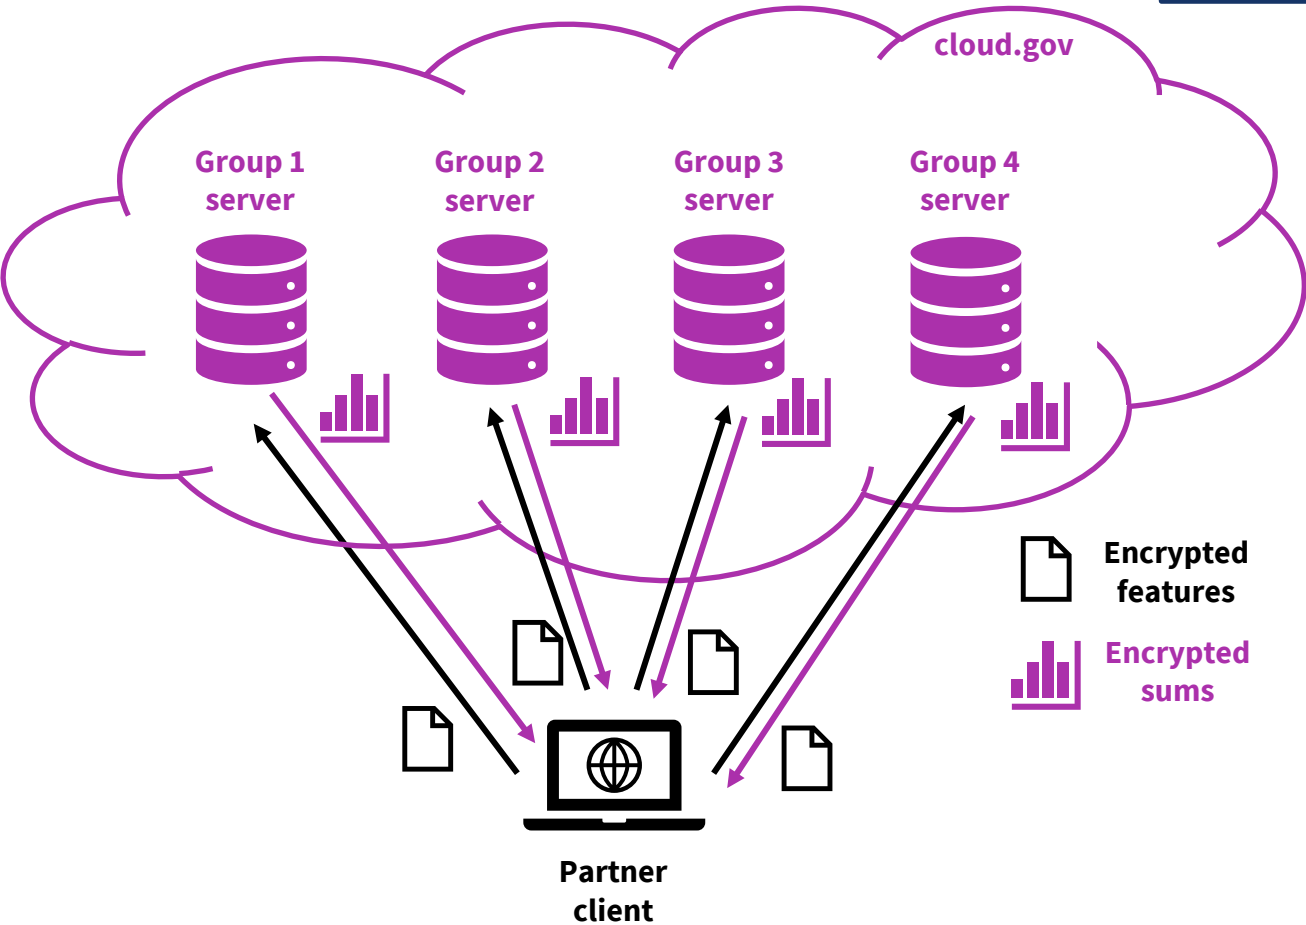 cloud.gov
Group 1
server
Group 2
server
Group 3
server
Group 4
server
Encrypted
features
Encrypted
sums
Partner
client